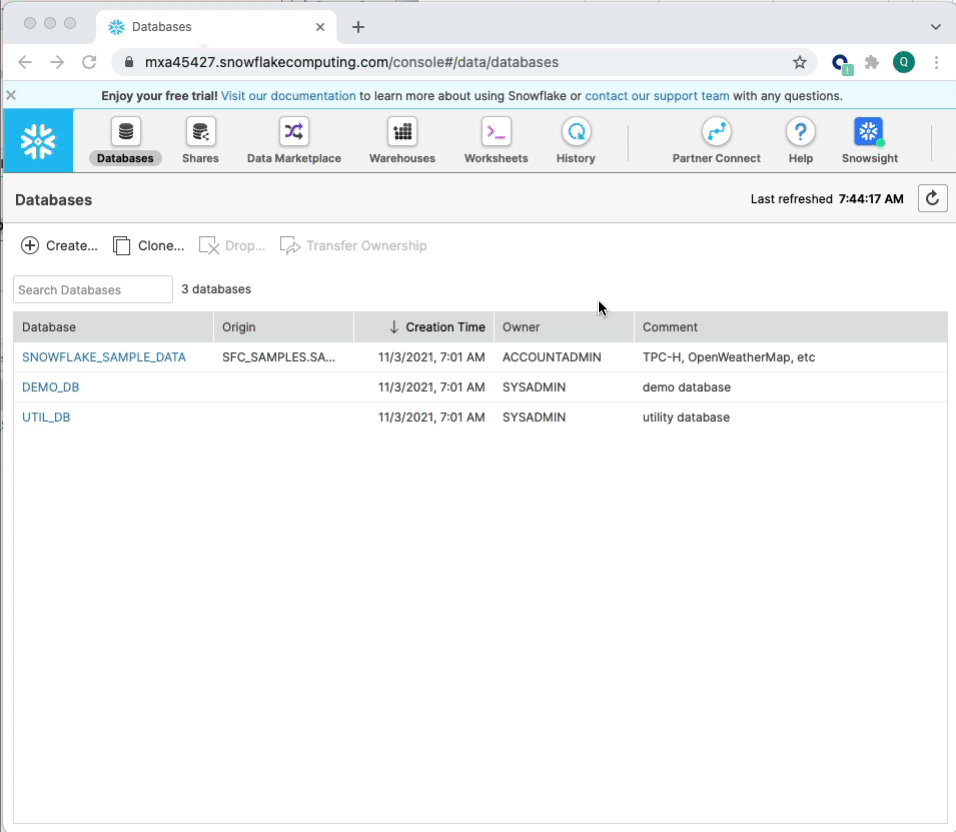 Databases
mxa45427.snowflakecomputing.com/console#/data/databases
Q
1
Enjoy your free trial! Visit our documentation to learn more about using Snowflake or contact our support team with any questions.
Databases Shares Data Marketplace Warehouses Worksheets History Partner Connect Help Snowsight
Databases
Last refreshed 7:44:17 AM
Create... Clone... Drop... Transfer Ownership
Search Databases 3 databases
Database Origin Creation Time Owner Comment
SNOWFLAKE_SAMPLE_DATA SFC_SAMPLES.SA... 11/3/2021, 7:01 AM ACCOUNTADMIN TPC-H, OpenWeatherMap, etc
DEMO_DB 11/3/2021, 7:01 AM SYSADMIN demo database
UTIL_DB 11/3/2021, 7:01 AM SYSADMIN utility database